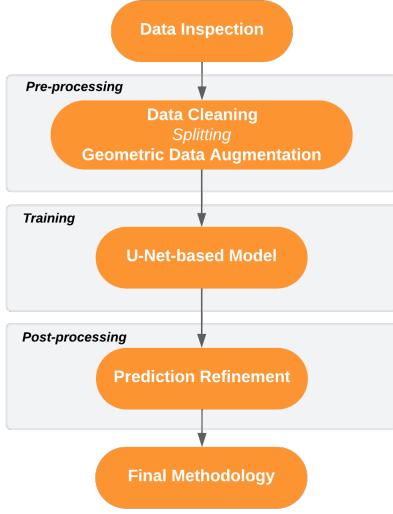 Data Inspection
Pre-processing
Data Cleaning
Splitting
Geometric Data Augmentation
Training
U-Net-based Model
Post-processing
Prediction Refinement
Final Methodology